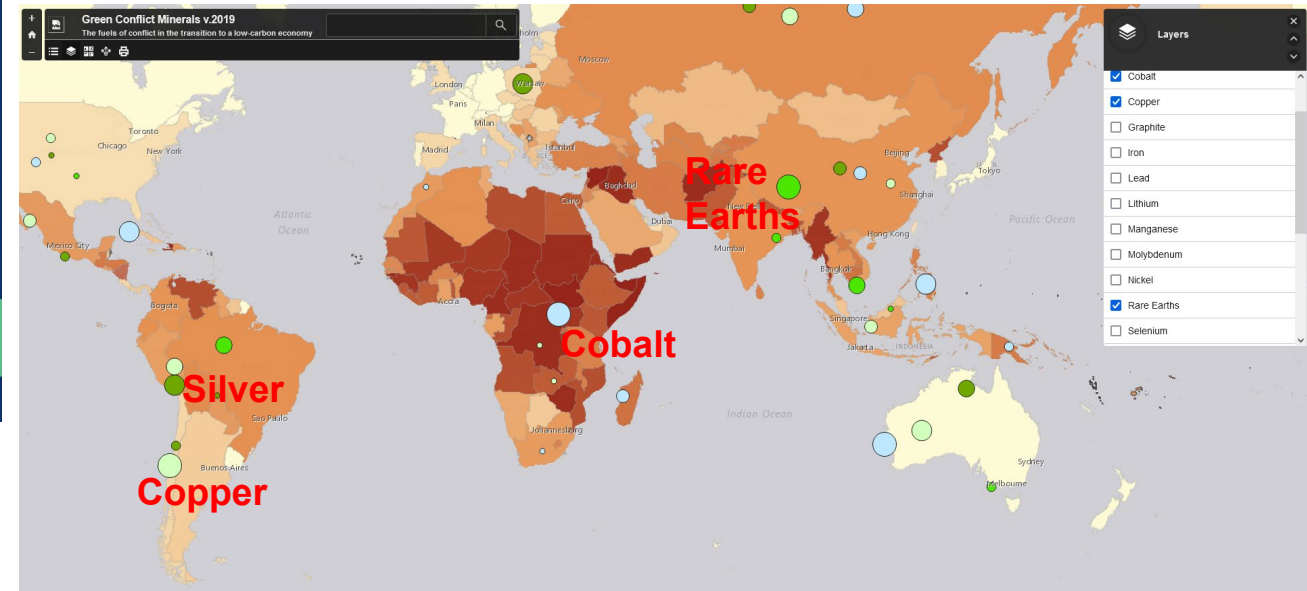 Green Conflict Minerals v.2019
The fuels of conflict in the transition to a low-carbon economy
Layers
Cobalt
Copper
Graphite
Iron
Lead
Lithium
Manganese
Molybdenum
Nickel
Rare Earths
Selenium
Moscow
London
Warsaw
Paris
Milan
Toronto
Chicago
New York
Madrid
Istanbul
Beijing
Tokyo
Rare
Earths
Baghdad
Shanghai
Cairo
Atlantic
Ocean
Pacific Ocean
Dubai
Hong Kong
Mexico City
Mumbai
Bangkok
Accra
Bogota
Singapore
Cobalt
Jakarta
INDONESIA
Silver
Sao Paulo
Indian Ocean
Johannesburg
Buenos Aires
Sydney
Melbourne
Copper